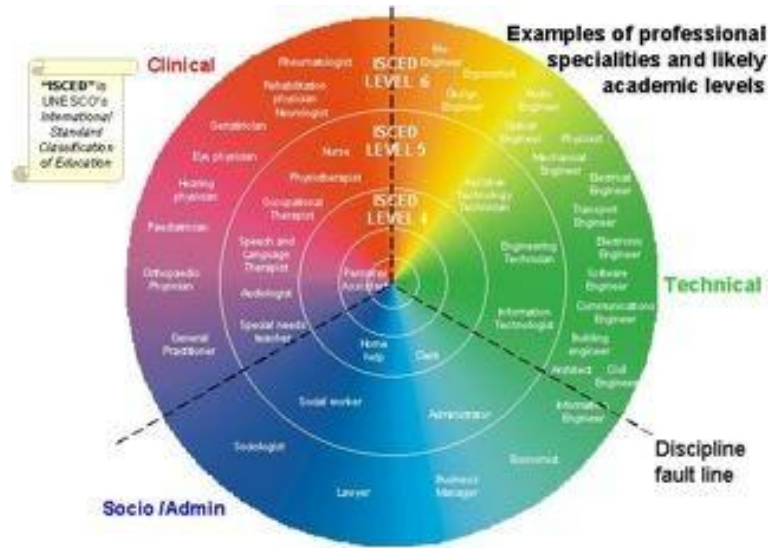 Examples of professional
specialities and likely
academic levels
Clinical
"ISCED" is
UNESCO's
International
Standard
Classification
of Education
ISCED
LEVEL 6
ISCED
LEVEL 5
ISCED
LEVEL 4
Rheumatologist
Rehabilitation
physician
Neurologist
Geriatrician
Eye physician
Hearing
physician
Paediatrician
Orthopaedic
Physician
General
Practitioner
Nurse
Physiotherapist
Occupational
Therapist
Speech and
Language
Therapist
Audiologist
Special needs
teacher
Personal
Assistant
Engineer
Design
Engineer
Engineer
Engineer
Physicist
Mechanical
Engineer
Electrical
Engineer
Transport
Engineer
Electronic
Engineer
Software
Engineer
Communications
Engineer
Building
engineer
Architect
Civil
Engineer
Information
Engineer
Technology
Technician
Engineering
Technician
Information
Technologist
Technical
Home
help
Clerk
Social worker
Administrator
Sociologist
Economist
Lawyer
Business
Manager
Socio /Admin
Discipline
fault line